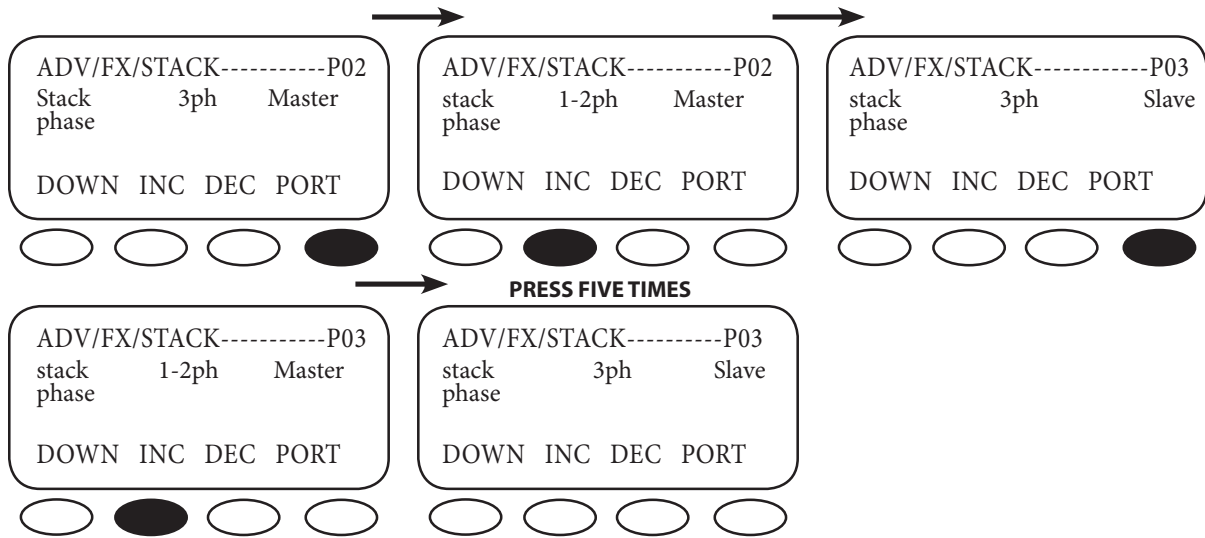 ADV/FX/STACK-----------P02
Stack 3ph Master
phase
DOWN INC DEC PORT
ADV/FX/STACK-----------P02
stack 1-2ph Master
phase
DOWN INC DEC PORT
ADV/FX/STACK------------P03
stack 3ph Slave
phase
DOWN INC DEC PORT
PRESS FIVE TIMES
ADV/FX/STACK-----------P03
stack 1-2ph Master
phase
DOWN INC DEC PORT
ADV/FX/STACK----------P03
stack 3ph Slave
phase
DOWN INC DEC PORT